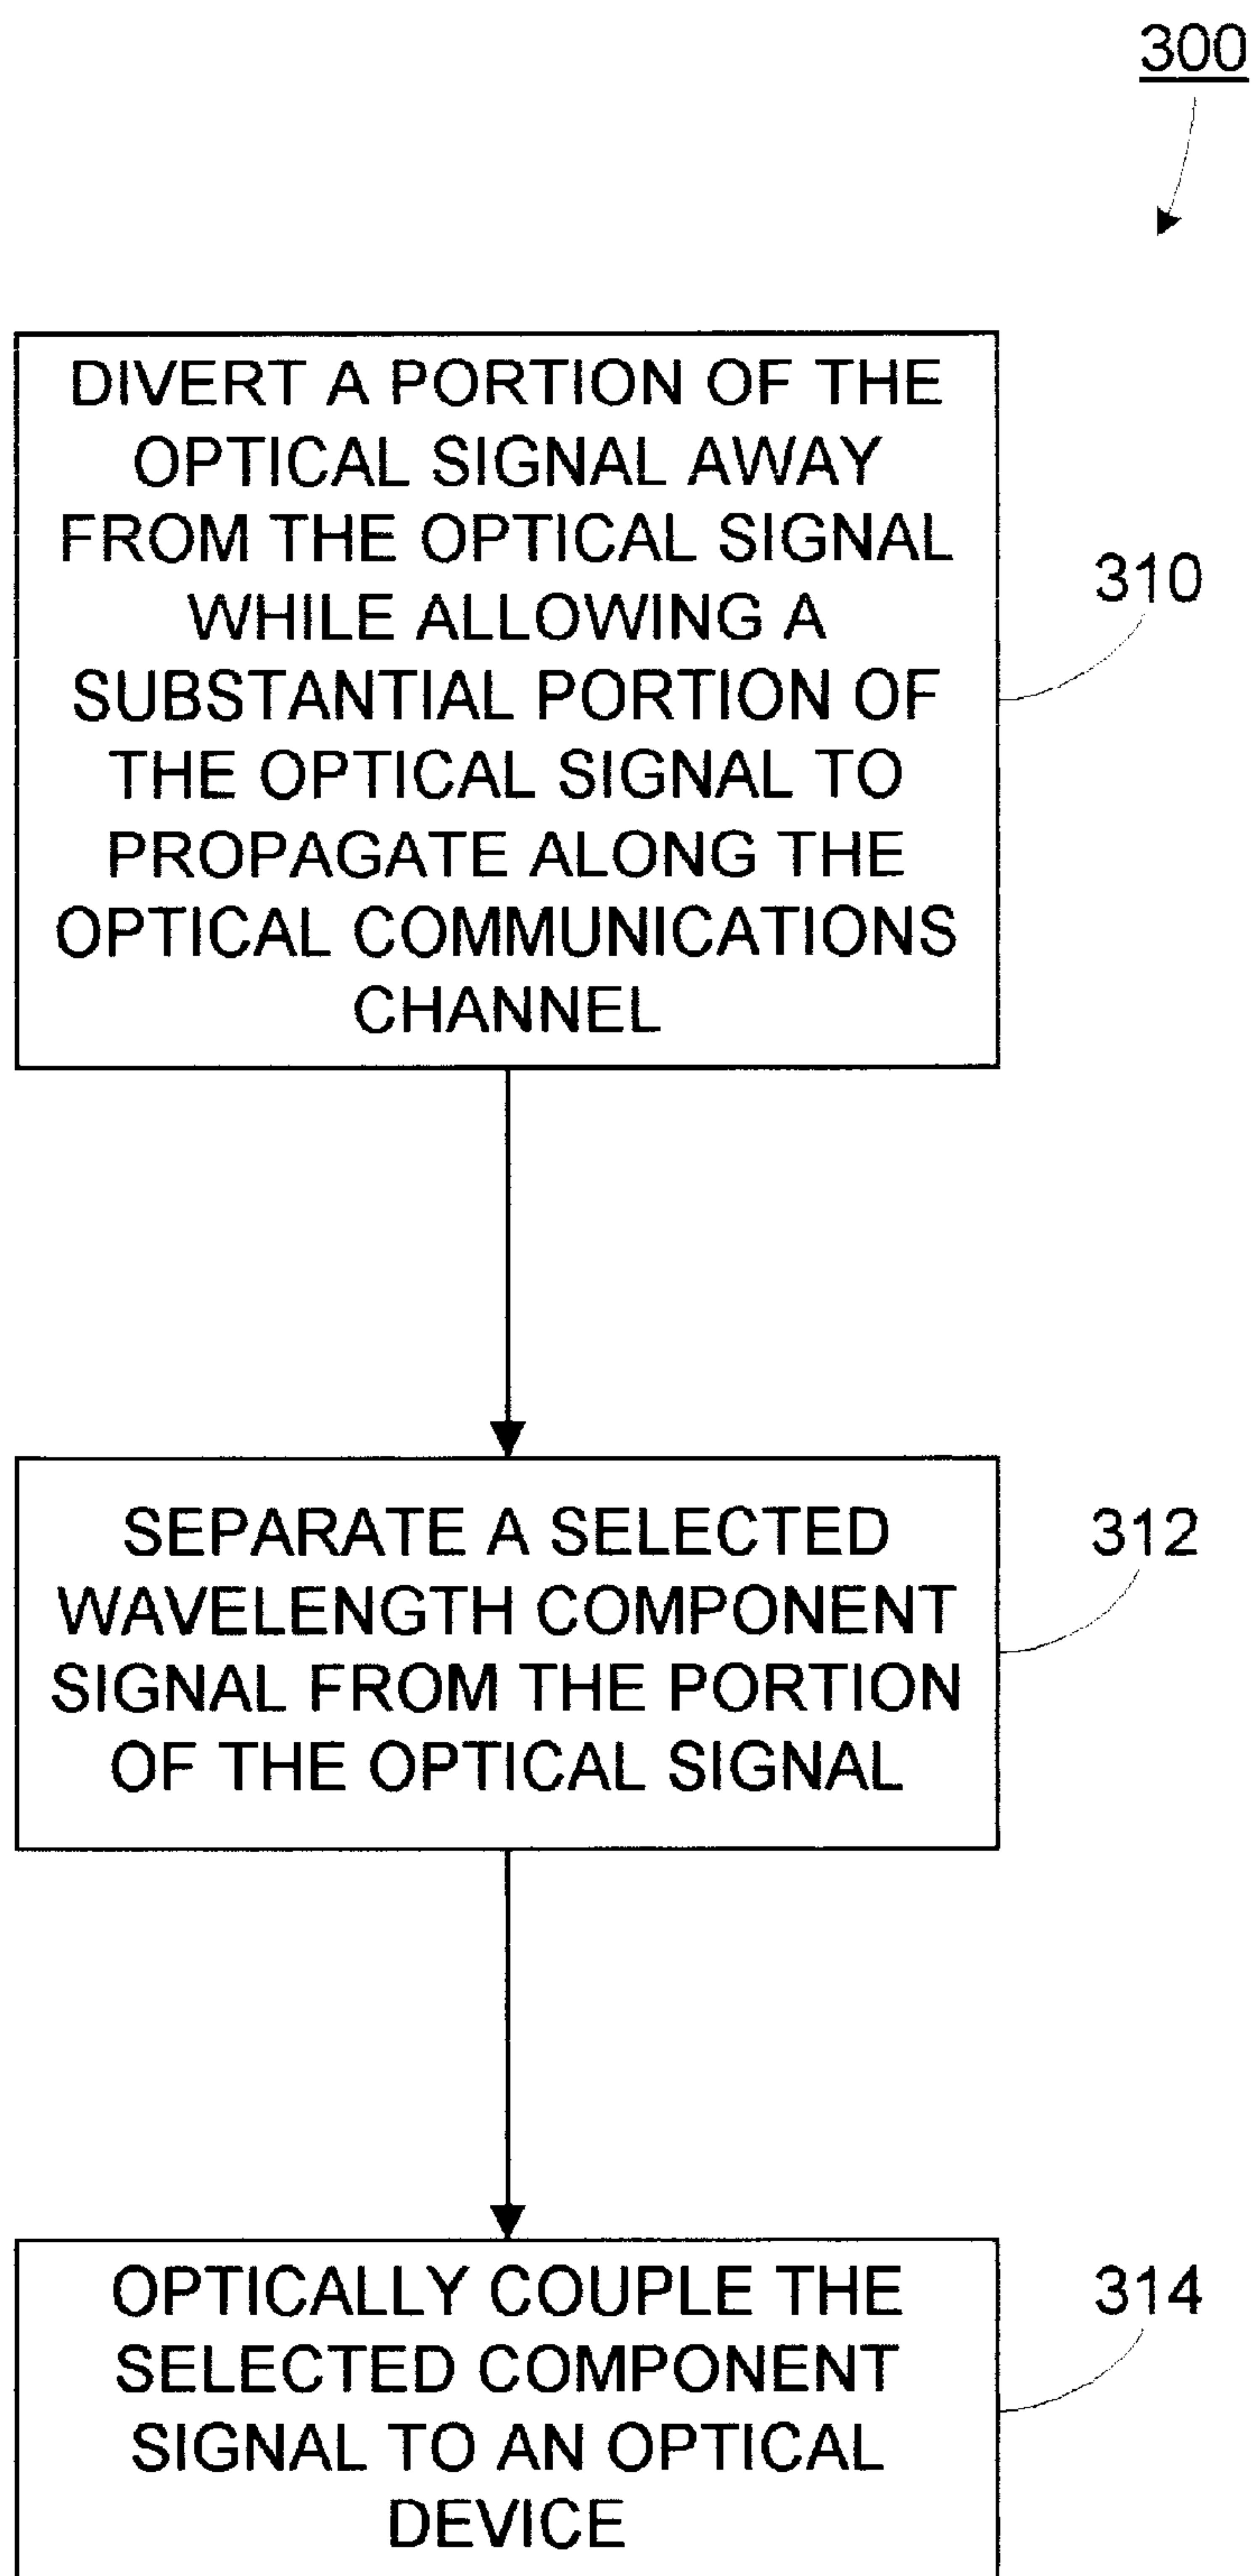 300
DIVERT A PORTION OF THE
OPTICAL SIGNAL AWAY
FROM THE OPTICAL SIGNAL
WHILE ALLOWING A
SUBSTANTIAL PORTION OF
THE OPTICAL SIGNAL TO
PROPAGATE ALONG THE
OPTICAL COMMUNICATIONS
CHANNEL
310
SEPARATE A SELECTED
WAVELENGTH COMPONENT
SIGNAL FROM THE PORTION
OF THE OPTICAL SIGNAL
312
OPTICALLY COUPLE THE
SELECTED COMPONENT
SIGNAL TO AN OPTICAL
DEVICE
314